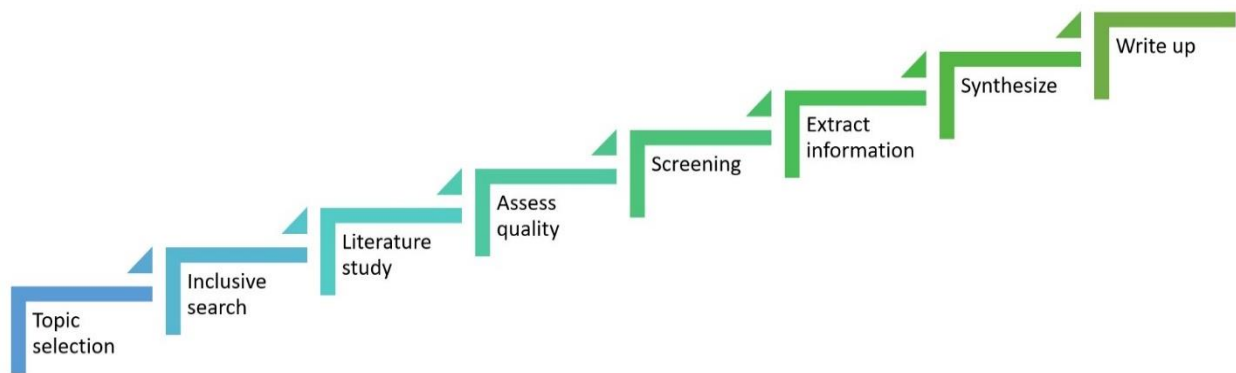 Topic
selection
Inclusive
search
Literature
study
Assess
quality
Screening
Extract
information
Synthesize
Write up